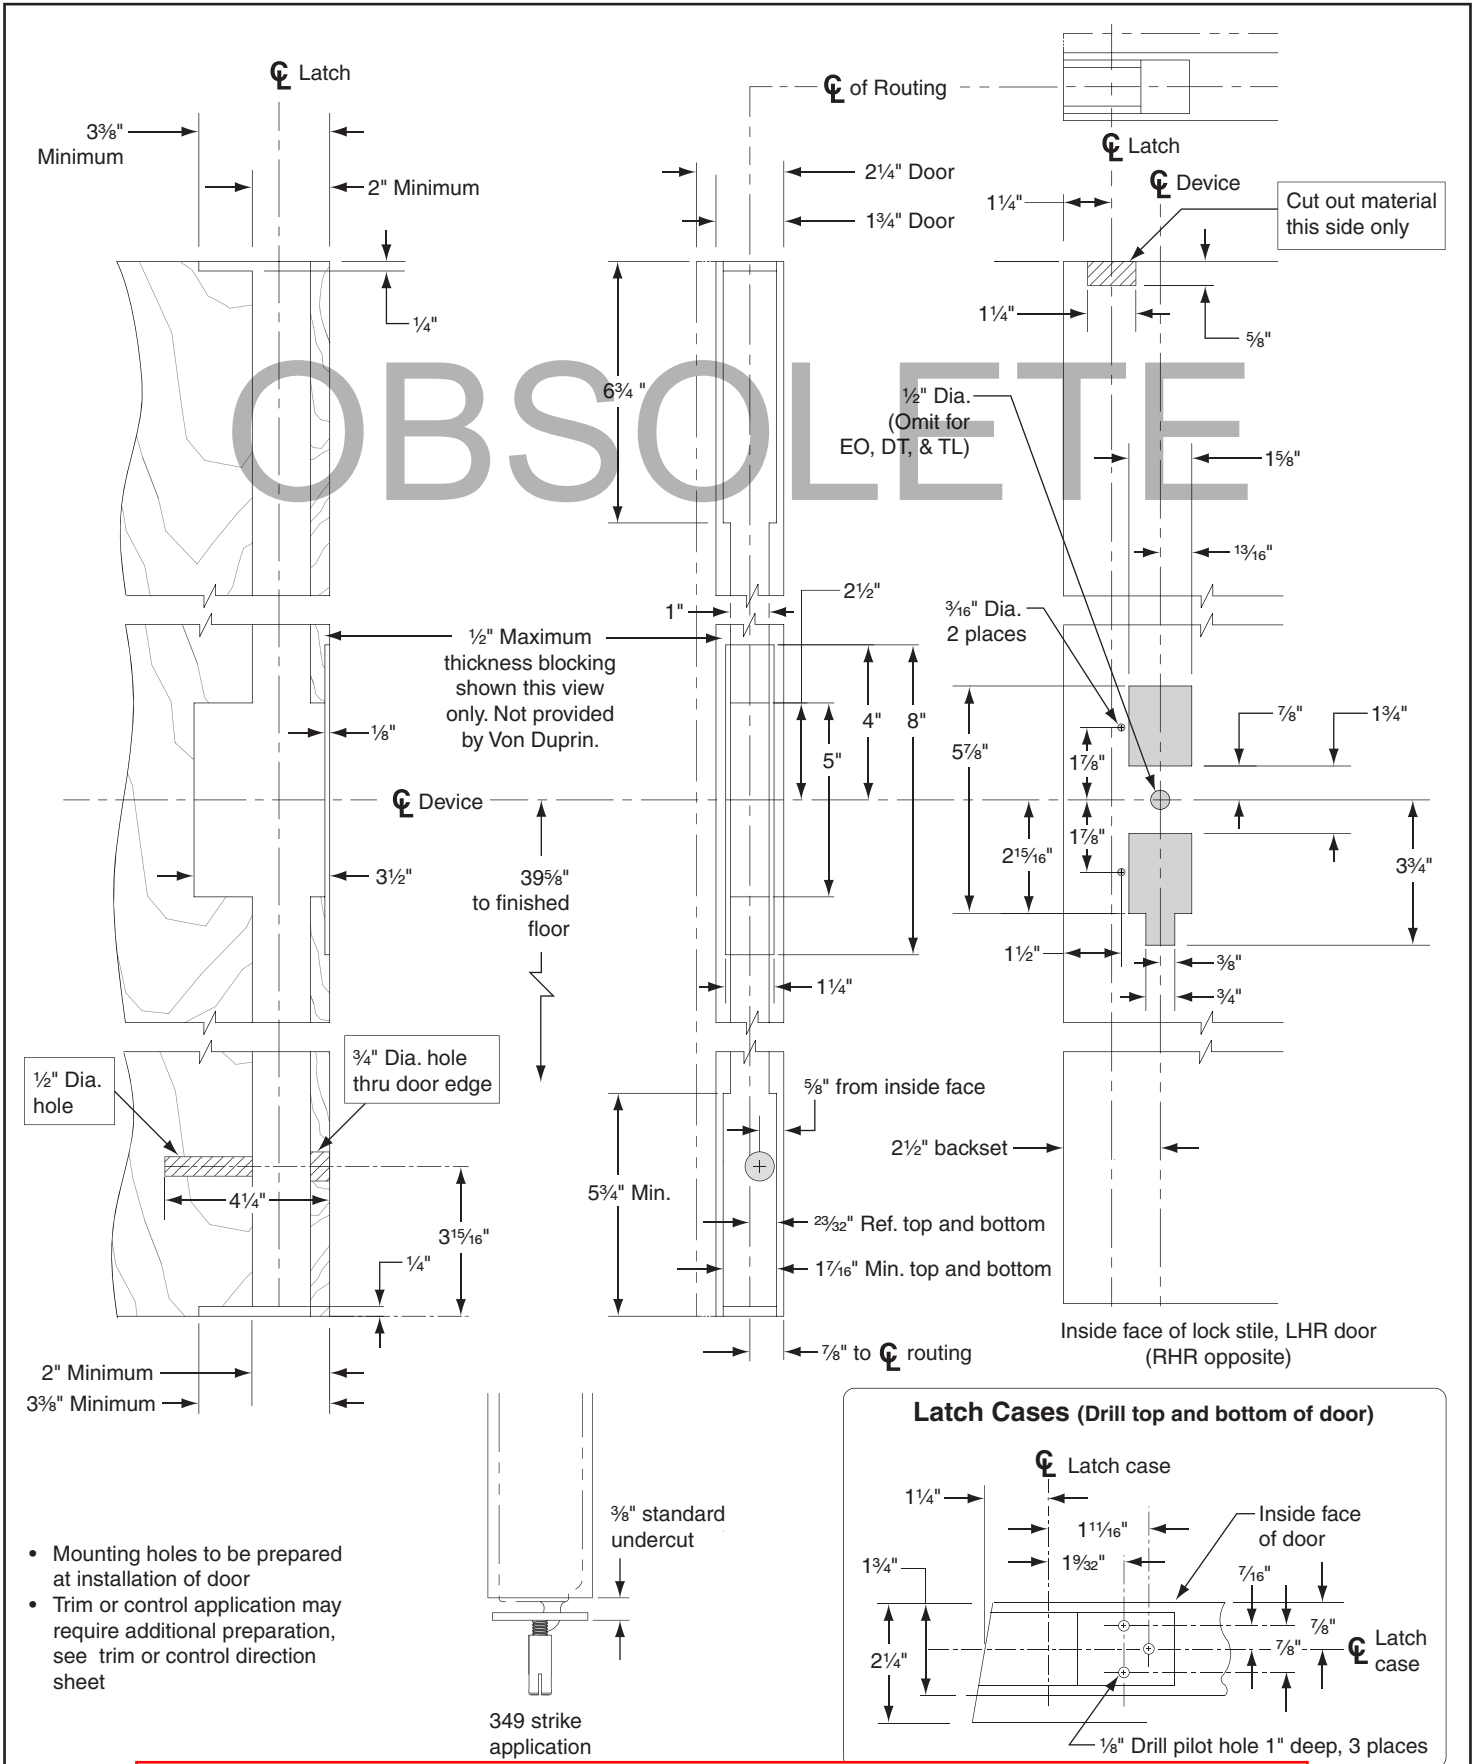 ℄ Latch
3⅜"
Minimum
2" Minimum
¼"
℄ of Routing
2¼" Door
1¾" Door
℄ Latch
℄ Device
1¼"
Cut out material
this side only
1¼"
⅝"
OBSOLETE
6¾ "
½" Dia.
(Omit for
EO, DT, & TL)
1⅝"
13/16"
1"
2½"
3/16" Dia.
2 places
½" Maximum
thickness blocking
shown this view
only. Not provided
by Von Duprin.
⅛"
4"
8"
5"
5⅞"
1⅞"
⅞"
1¾"
℄ Device
3½"
39⅝"
to finished
floor
215/16"
1⅞"
3¾"
1½"
⅜"
¾"
1¼"
½" Dia.
hole
¾" Dia. hole
thru door edge
4¼"
315/16"
¼"
2" Minimum
3⅜" Minimum
⅝" from inside face
5¾" Min.
23/32" Ref. top and bottom
17/16" Min. top and bottom
⅞" to ℄ routing
2½" backset
Inside face of lock stile, LHR door
(RHR opposite)
• Mounting holes to be prepared
at installation of door
• Trim or control application may
require additional preparation,
see trim or control direction
sheet
⅜" standard
undercut
349 strike
application
Latch Cases (Drill top and bottom of door)
℄ Latch case
1¼"
1 11/16"
1 9/32"
Inside face
of door
1¾"
2¼"
7/16"
⅞"
⅞"
℄ Latch
case
⅛" Drill pilot hole 1" deep, 3 places